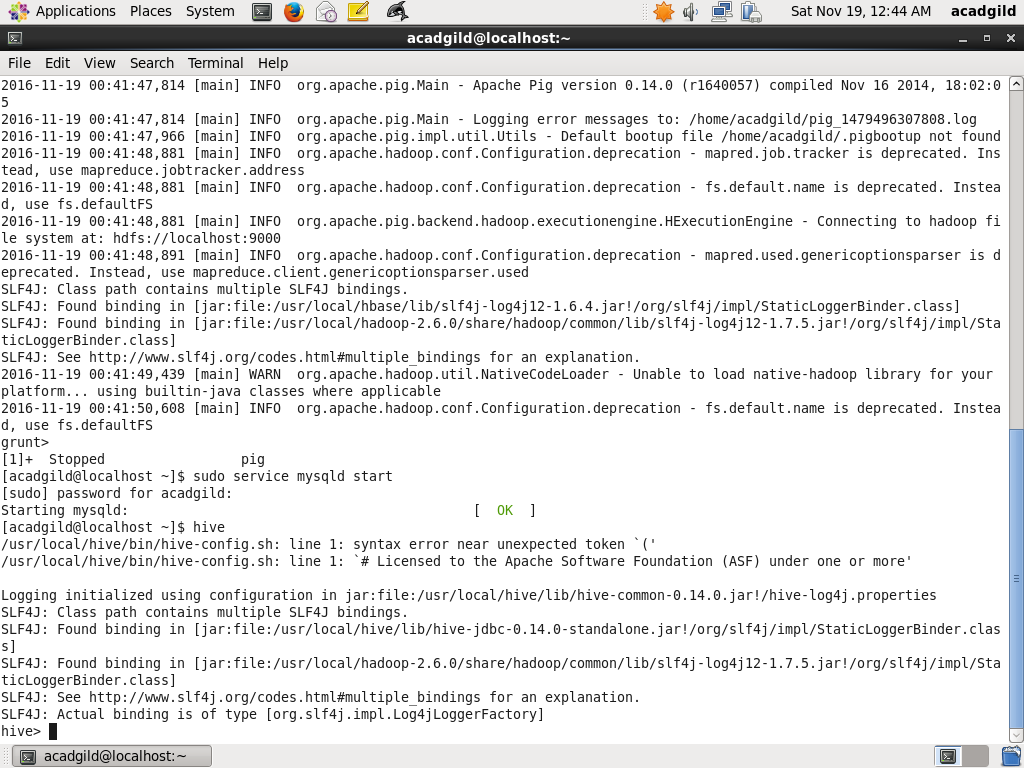 Applications Places System Sat Nov 19, 12:44 AM acadgild
acadgild@localhost:~
File Edit View Search Terminal Help
2016-11-19 00:41:47,814 [main] INFO  org.apache.pig.Main - Apache Pig version 0.14.0 (r1640057) compiled Nov 16 2014, 18:02:0
5
2016-11-19 00:41:47,814 [main] INFO  org.apache.pig.Main - Logging error messages to: /home/acadgild/pig_1479496307808.log
2016-11-19 00:41:47,966 [main] INFO  org.apache.pig.impl.util.Utils - Default bootup file /home/acadgild/.pigbootup not found
2016-11-19 00:41:48,881 [main] INFO  org.apache.hadoop.conf.Configuration.deprecation - mapred.job.tracker is deprecated. Ins
tead, use mapreduce.jobtracker.address
2016-11-19 00:41:48,881 [main] INFO  org.apache.hadoop.conf.Configuration.deprecation - fs.default.name is deprecated. Instea
d, use fs.defaultFS
2016-11-19 00:41:48,881 [main] INFO  org.apache.pig.backend.hadoop.executionengine.HExecutionEngine - Connecting to hadoop fi
le system at: hdfs://localhost:9000
2016-11-19 00:41:48,891 [main] INFO  org.apache.hadoop.conf.Configuration.deprecation - mapred.used.genericoptionsparser is d
eprecated. Instead, use mapreduce.client.genericoptionsparser.used
SLF4J: Class path contains multiple SLF4J bindings.
SLF4J: Found binding in [jar:file:/usr/local/hbase/lib/slf4j-log4j12-1.6.4.jar!/org/slf4j/impl/StaticLoggerBinder.class]
SLF4J: Found binding in [jar:file:/usr/local/hadoop-2.6.0/share/hadoop/common/lib/slf4j-log4j12-1.7.5.jar!/org/slf4j/impl/Sta
ticLoggerBinder.class]
SLF4J: See http://www.slf4j.org/codes.html#multiple_bindings for an explanation.
2016-11-19 00:41:49,439 [main] WARN  org.apache.hadoop.util.NativeCodeLoader - Unable to load native-hadoop library for your
platform... using builtin-java classes where applicable
2016-11-19 00:41:50,608 [main] INFO  org.apache.hadoop.conf.Configuration.deprecation - fs.default.name is deprecated. Instea
d, use fs.defaultFS
grunt>
[1]+  Stopped                 pig
[acadgild@localhost ~]$ sudo service mysqld start
[sudo] password for acadgild:
Starting mysqld:                                           [  OK  ]
[acadgild@localhost ~]$ hive
/usr/local/hive/bin/hive-config.sh: line 1: syntax error near unexpected token `('
/usr/local/hive/bin/hive-config.sh: line 1: `# Licensed to the Apache Software Foundation (ASF) under one or more'
Logging initialized using configuration in jar:file:/usr/local/hive/lib/hive-common-0.14.0.jar!/hive-log4j.properties
SLF4J: Class path contains multiple SLF4J bindings.
SLF4J: Found binding in [jar:file:/usr/local/hive/lib/hive-jdbc-0.14.0-standalone.jar!/org/slf4j/impl/StaticLoggerBinder.clas
s]
SLF4J: Found binding in [jar:file:/usr/local/hadoop-2.6.0/share/hadoop/common/lib/slf4j-log4j12-1.7.5.jar!/org/slf4j/impl/Sta
ticLoggerBinder.class]
SLF4J: See http://www.slf4j.org/codes.html#multiple_bindings for an explanation.
SLF4J: Actual binding is of type [org.slf4j.impl.Log4jLoggerFactory]
hive>
acadgild@localhost:~